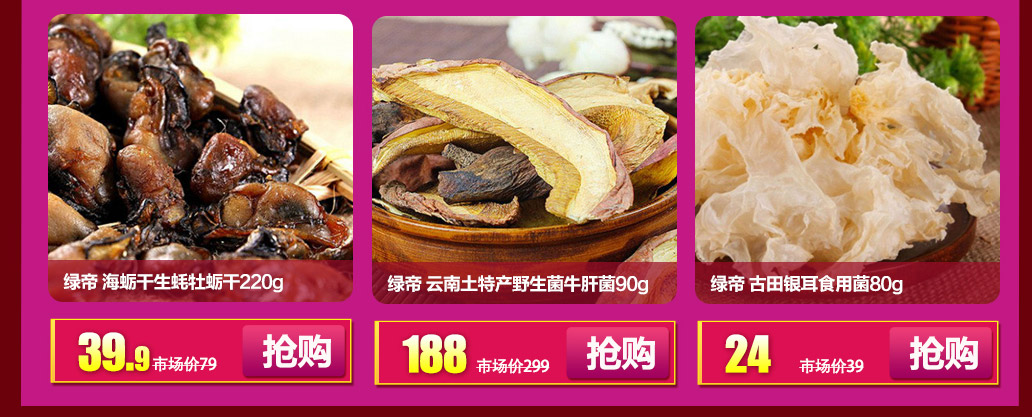 绿帝 海蛎干生蚝牡蛎干220g
绿帝 云南土特产野生菌牛肝菌90g
绿帝 古田银耳食用菌80g
39.9 市场价79 抢购
188 市场价299 抢购
24 市场价39 抢购